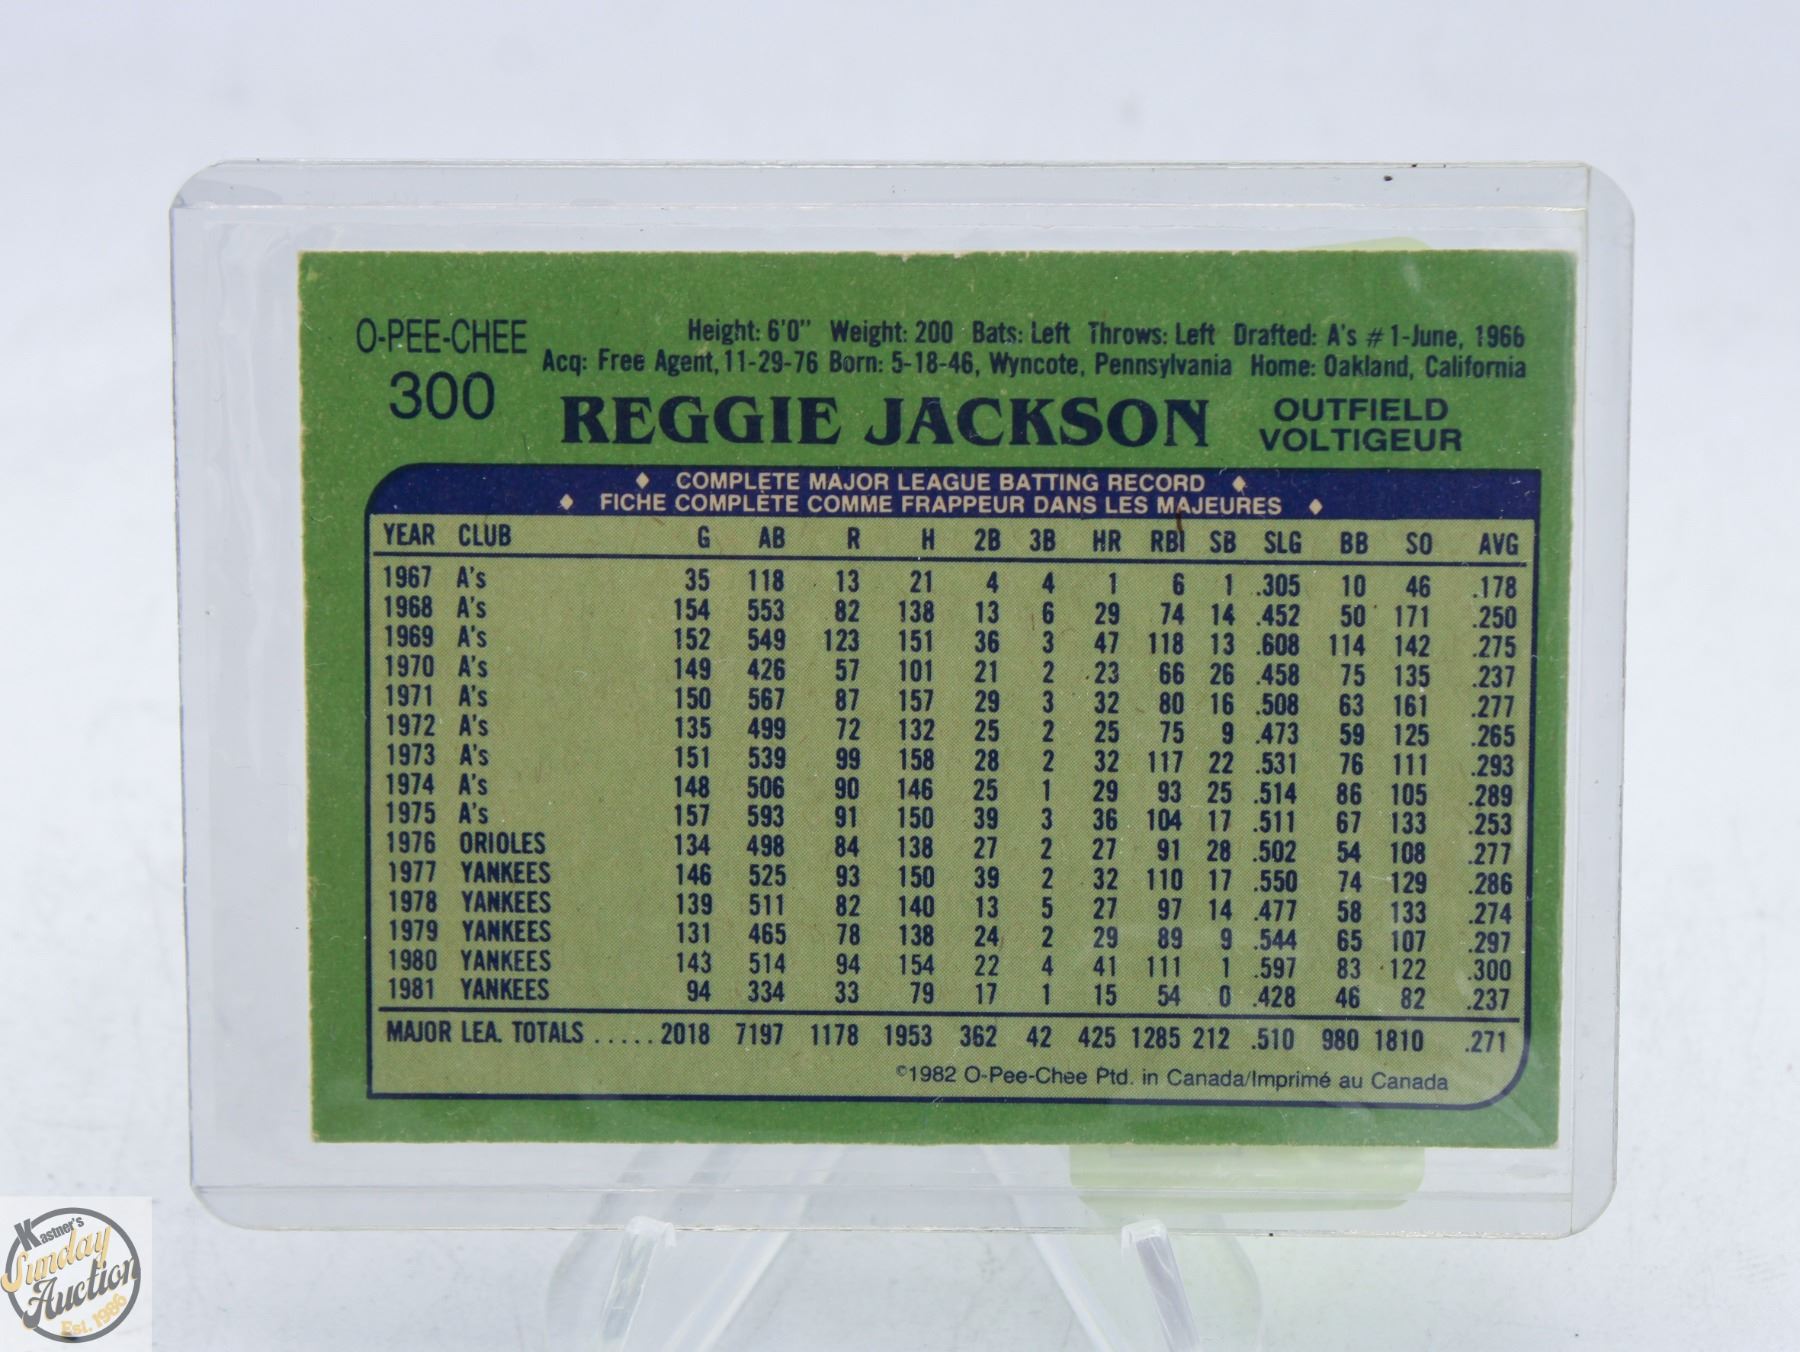 O-PEE-CHEE
300
Height: 6'0" Weight: 200 Bats: Left Throws: Left Drafted: A's #1-June, 1966
Acq: Free Agent, 11-29-76 Born: 5-18-46, Wyncote, Pennsylvania Home: Oakland, California
REGGIE JACKSON
OUTFIELD
VOLTIGEUR
♦ COMPLETE MAJOR LEAGUE BATTING RECORD ♦
♦ FICHE COMPLÈTE COMME FRAPPEUR DANS LES MAJEURES ♦
YEAR CLUB G AB R H 2B 3B HR RBI SB SLG BB SO AVG
1967 A's 35 118 13 21 4 4 1 6 1 .305 10 46 .178
1968 A's 154 553 82 138 13 6 29 74 14 .452 50 171 .250
1969 A's 152 549 123 151 36 3 47 118 13 .608 114 142 .275
1970 A's 149 426 57 101 21 2 23 66 26 .458 75 135 .237
1971 A's 150 567 87 157 29 3 32 80 16 .508 63 161 .277
1972 A's 135 499 72 132 25 2 25 75 9 .473 59 125 .265
1973 A's 151 539 99 158 28 2 32 117 22 .531 76 111 .293
1974 A's 148 506 90 146 25 1 29 93 25 .514 86 105 .289
1975 A's 157 593 91 150 39 3 36 104 17 .511 67 133 .253
1976 ORIOLES 134 498 84 138 27 2 27 91 28 .502 54 108 .277
1977 YANKEES 146 525 93 150 39 2 32 110 17 .550 74 129 .286
1978 YANKEES 139 511 82 140 13 5 27 97 14 .477 58 133 .274
1979 YANKEES 131 465 78 138 24 2 29 89 9 .544 65 107 .297
1980 YANKEES 143 514 94 154 22 4 41 111 1 .597 83 122 .300
1981 YANKEES 94 334 33 79 17 1 15 54 0 .428 46 82 .237
MAJOR LEA. TOTALS ..... 2018 7197 1178 1953 362 42 425 1285 212 .510 980 1810 .271
©1982 O-Pee-Chee Ptd. in Canada/Imprimé au Canada
Kastner's
Sunday
Auction
Est. 1986